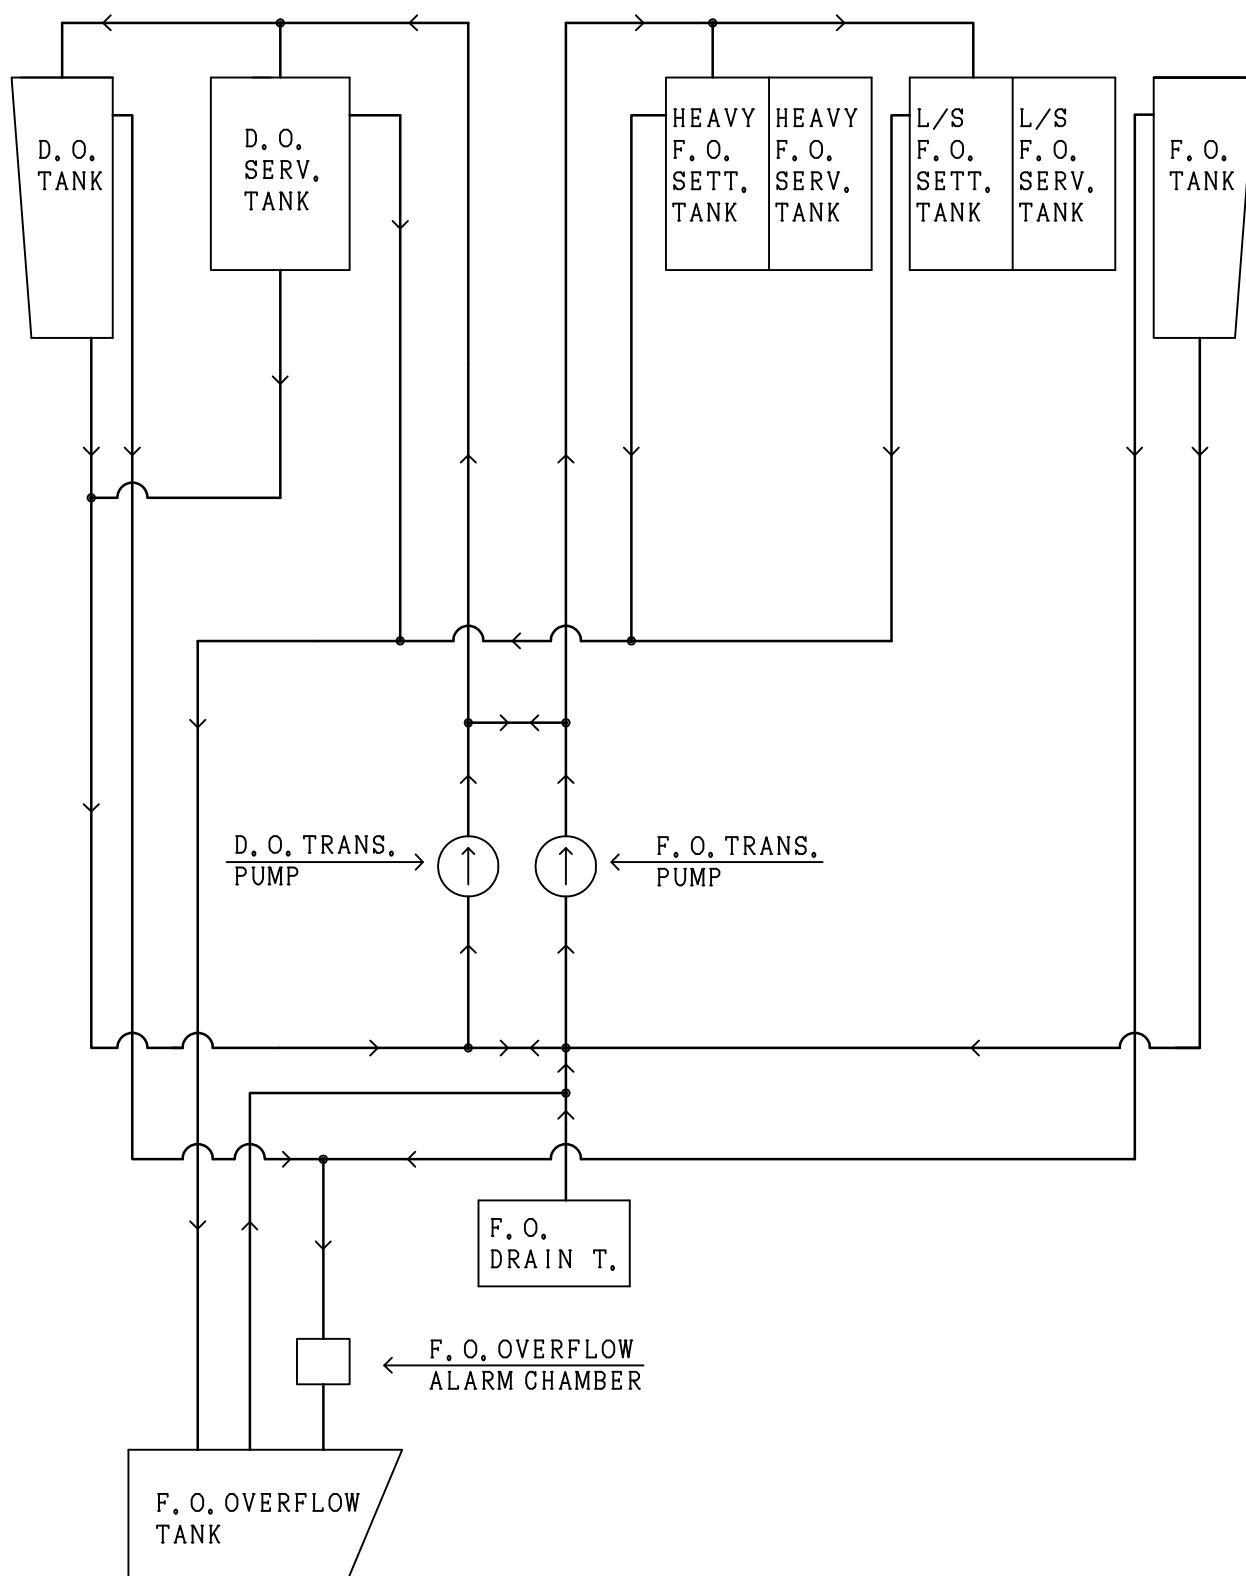 D.O.
TANK
D.O.
SERV.
TANK
HEAVY
F.O.
SETT.
TANK
HEAVY
F.O.
SERV.
TANK
L/S
F.O.
SETT.
TANK
L/S
F.O.
SERV.
TANK
F.O.
TANK
D.O. TRANS.
PUMP
F.O. TRANS.
PUMP
F.O.
DRAIN T.
F.O. OVERFLOW
ALARM CHAMBER
F.O. OVERFLOW
TANK